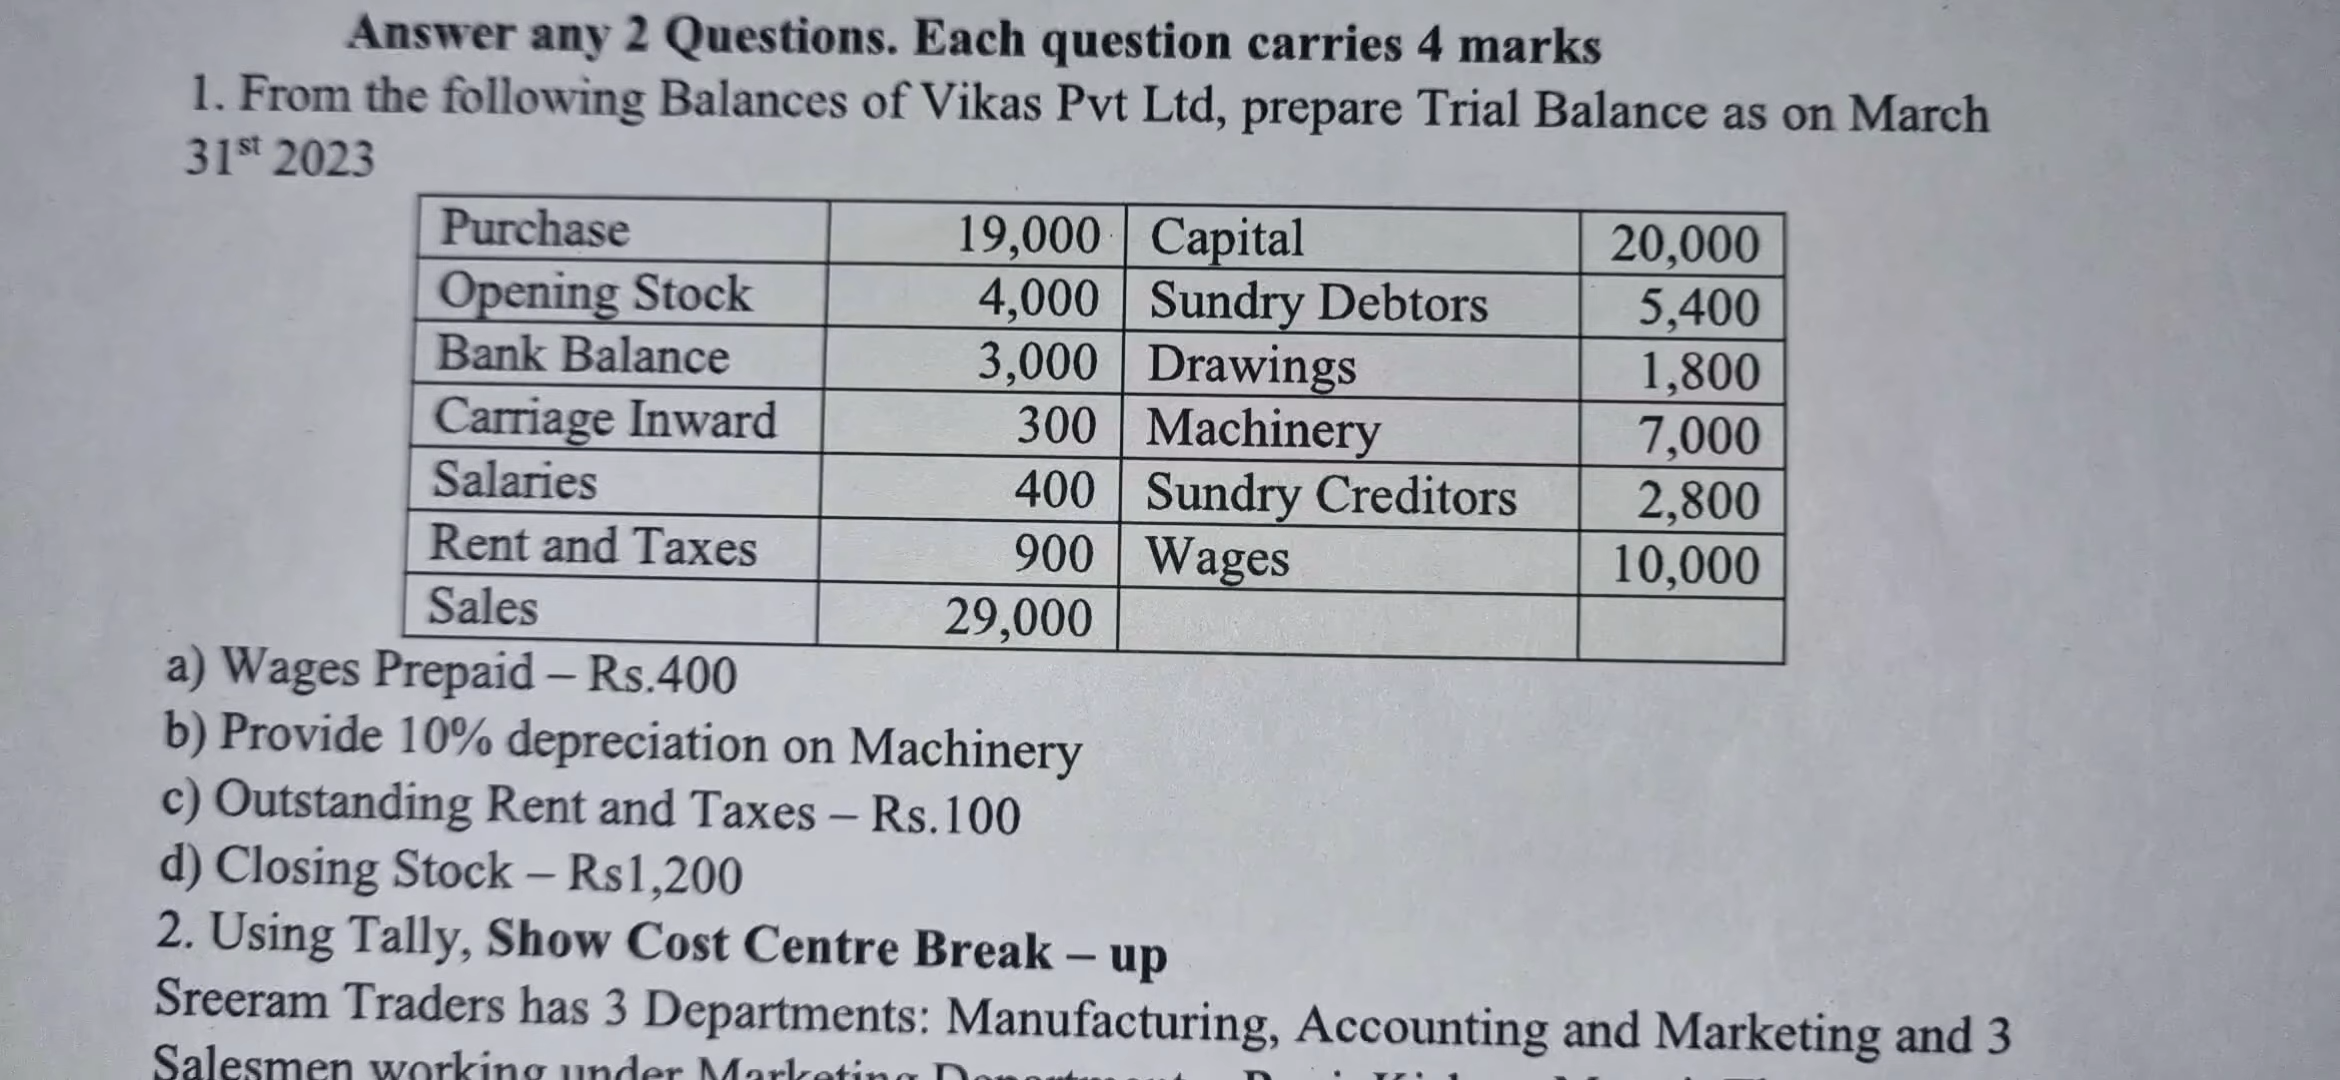 Answer any 2 Questions. Each question carries 4 marks
1. From the following Balances of Vikas Pvt Ltd, prepare Trial Balance as on March
31st 2023
Purchase 19,000 Capital 20,000
Opening Stock 4,000 Sundry Debtors 5,400
Bank Balance 3,000 Drawings 1,800
Carriage Inward 300 Machinery 7,000
Salaries 400 Sundry Creditors 2,800
Rent and Taxes 900 Wages 10,000
Sales 29,000
a) Wages Prepaid – Rs.400
b) Provide 10% depreciation on Machinery
c) Outstanding Rent and Taxes – Rs.100
d) Closing Stock – Rs1,200
2. Using Tally, Show Cost Centre Break – up
Sreeram Traders has 3 Departments: Manufacturing, Accounting and Marketing and 3
Salesmen working under Marketing